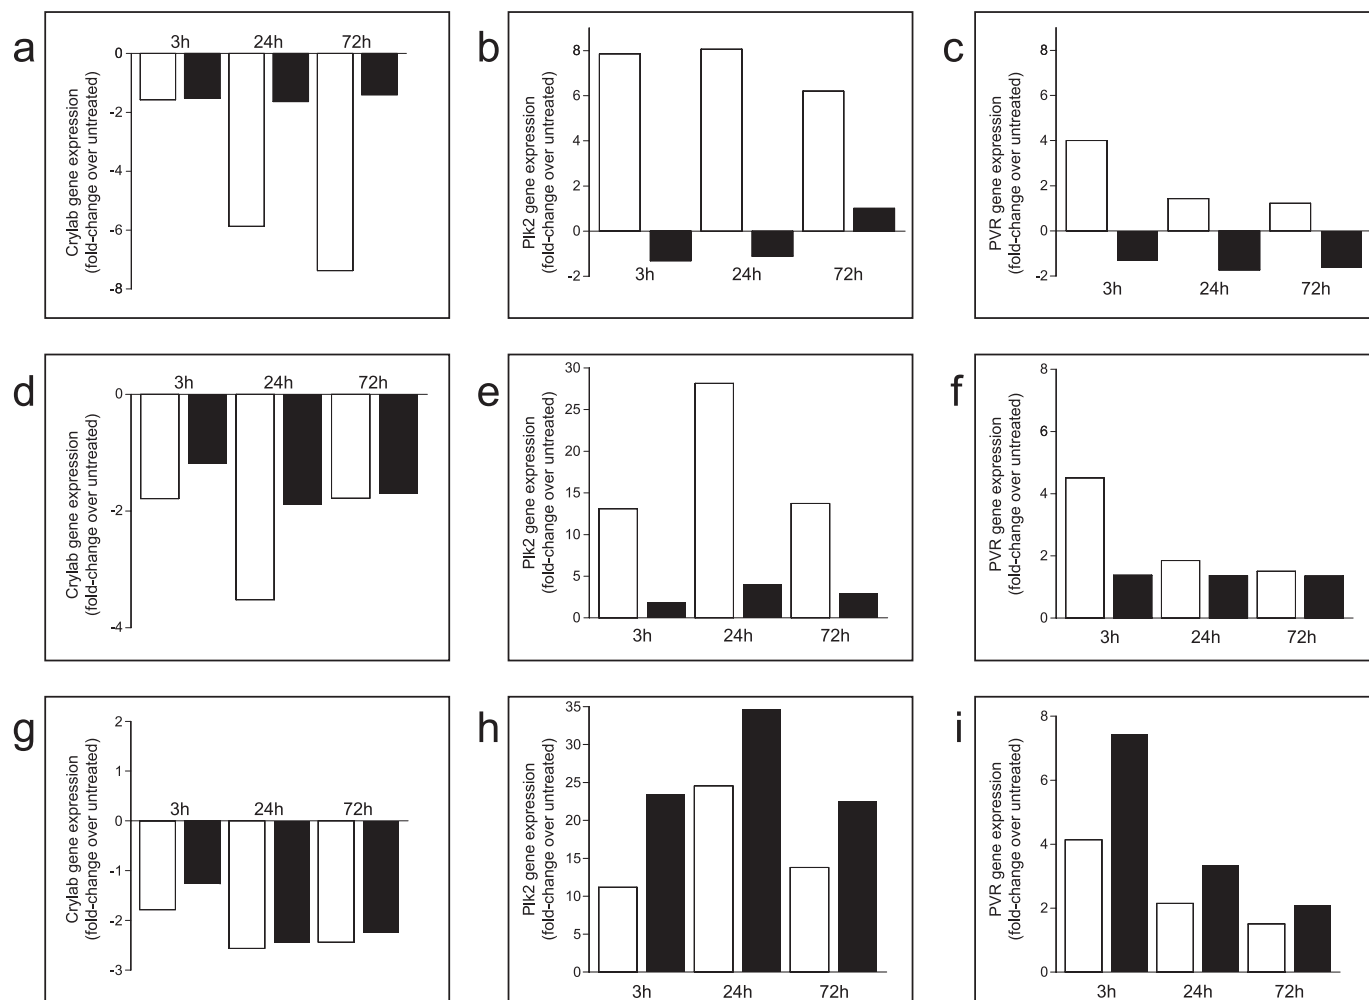 a
Cryl​ab gene expression
(fold-change over untreated)
0
-2
-4
-6
-8
3h
24h
72h
b
Plk2 gene expression
(fold-change over untreated)
8
6
4
2
0
-2
3h
24h
72h
c
PVR gene expression
(fold-change over untreated)
8
6
4
2
0
-2
3h
24h
72h
d
Crylab gene expression
(fold-change over untreated)
0
-2
-4
3h
24h
72h
e
Plk2 gene expression
(fold-change over untreated)
30
25
20
15
10
5
0
3h
24h
72h
f
PVR gene expression
(fold-change over untreated)
8
6
4
2
0
3h
24h
72h
g
Crylab gene expression
(fold-change over untreated)
2
1
0
-1
-2
-3
3h
24h
72h
h
Plk2 gene expression
(fold-change over untreated)
35
30
25
20
15
10
5
0
3h
24h
72h
i
PVR gene expression
(fold-change over untreated)
8
6
4
2
0
3h
24h
72h